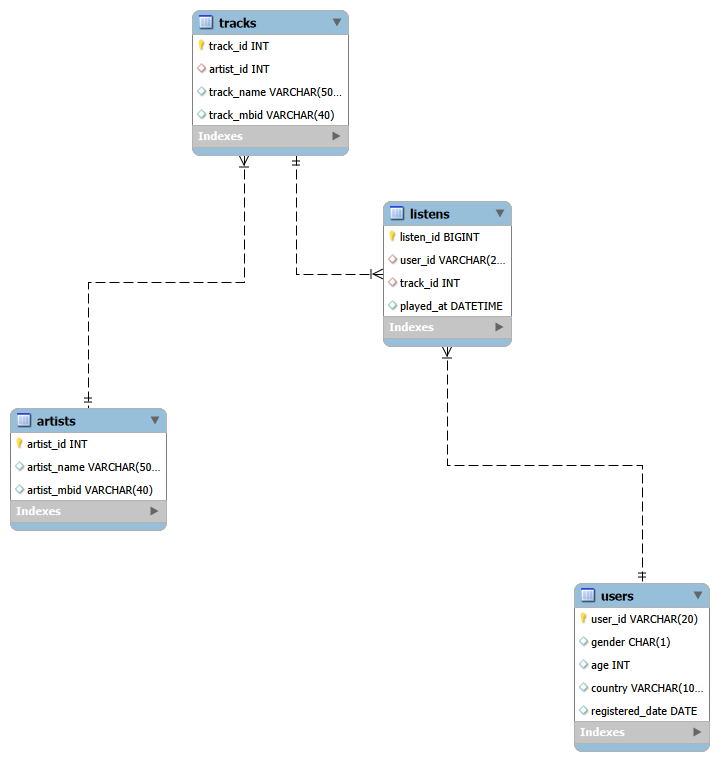 tracks
track_id INT
artist_id INT
track_name VARCHAR(50...
track_mbid VARCHAR(40)
Indexes
listens
listen_id BIGINT
user_id VARCHAR(2...
track_id INT
played_at DATETIME
Indexes
artists
artist_id INT
artist_name VARCHAR(50...
artist_mbid VARCHAR(40)
Indexes
users
user_id VARCHAR(20)
gender CHAR(1)
age INT
country VARCHAR(10...
registered_date DATE
Indexes